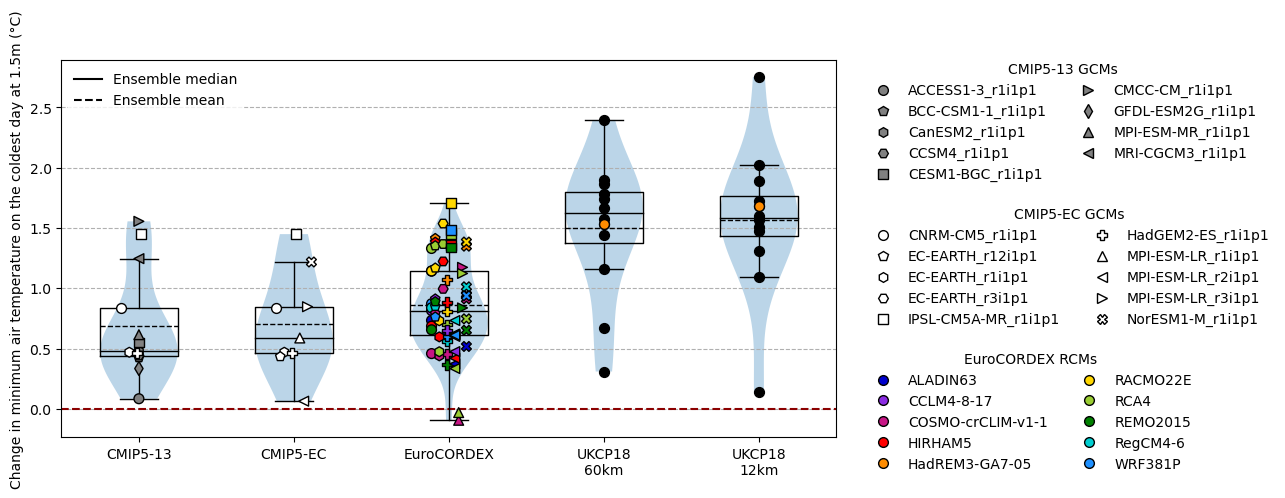 Change in minimum air temperature on the coldest day at 1.5m (°C)
2.5
2.0
1.5
1.0
0.5
0.0
Ensemble median
Ensemble mean
CMIP5-13
CMIP5-EC
EuroCORDEX
UKCP18
60km
UKCP18
12km
CMIP5-13 GCMs
ACCESS1-3_r1i1p1
BCC-CSM1-1_r1i1p1
CanESM2_r1i1p1
CCSM4_r1i1p1
CESM1-BGC_r1i1p1
CMCC-CM_r1i1p1
GFDL-ESM2G_r1i1p1
MPI-ESM-MR_r1i1p1
MRI-CGCM3_r1i1p1
CMIP5-EC GCMs
CNRM-CM5_r1i1p1
EC-EARTH_r12i1p1
EC-EARTH_r1i1p1
EC-EARTH_r3i1p1
IPSL-CM5A-MR_r1i1p1
HadGEM2-ES_r1i1p1
MPI-ESM-LR_r1i1p1
MPI-ESM-LR_r2i1p1
MPI-ESM-LR_r3i1p1
NorESM1-M_r1i1p1
EuroCORDEX RCMs
ALADIN63
CCLM4-8-17
COSMO-crCLIM-v1-1
HIRHAM5
HadREM3-GA7-05
RACMO22E
RCA4
REMO2015
RegCM4-6
WRF381P